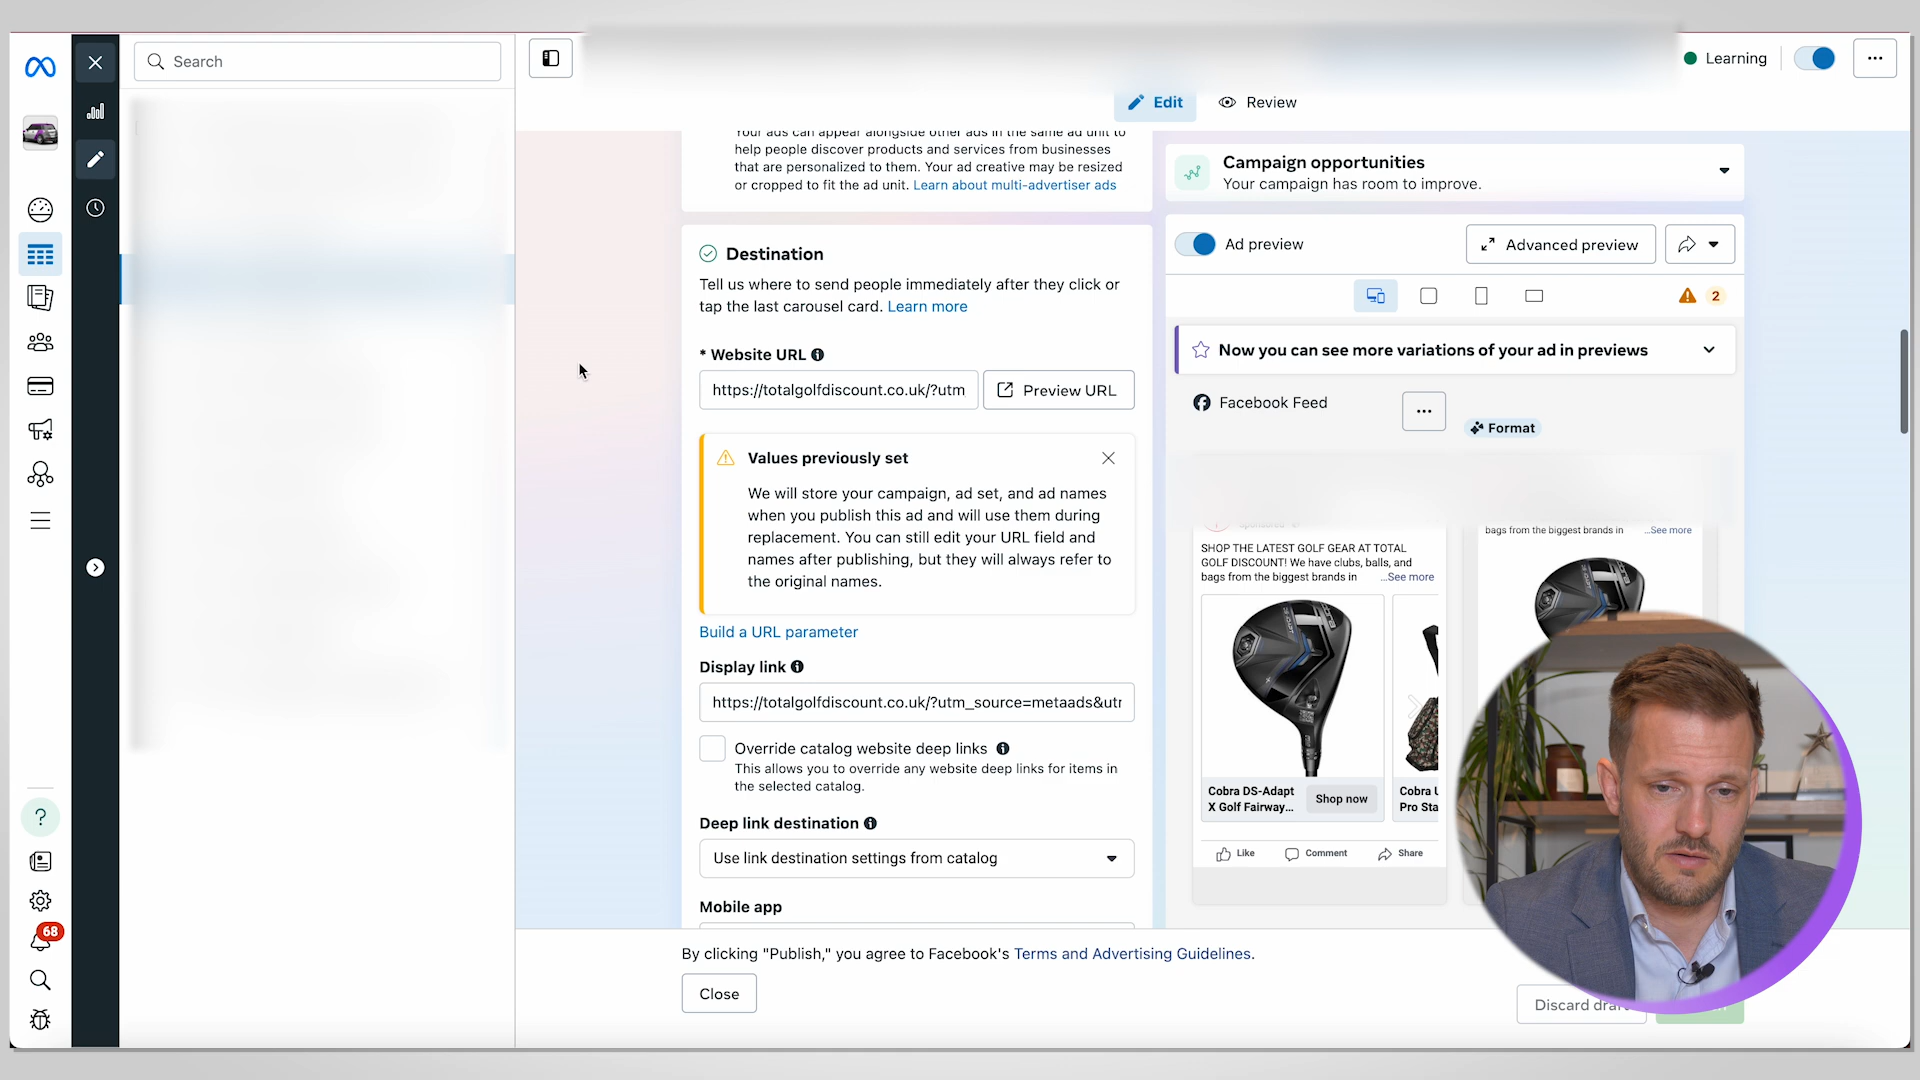 Search
Learning
Edit
Review
Your ads can appear alongside other ads in the same ad unit to
help people discover products and services from businesses
that are personalized to them. Your ad creative may be resized
or cropped to fit the ad unit. Learn about multi-advertiser ads
Campaign opportunities
Your campaign has room to improve.
Ad preview
Advanced preview
2
Destination
Tell us where to send people immediately after they click or
tap the last carousel card. Learn more
Now you can see more variations of your ad in previews
* Website URL
https://totalgolfdiscount.co.uk/?utm
Preview URL
Facebook Feed
Format
Values previously set
We will store your campaign, ad set, and ad names
when you publish this ad and will use them during
replacement. You can still edit your URL field and
names after publishing, but they will always refer to
the original names.
Build a URL parameter
Display link
https://totalgolfdiscount.co.uk/?utm_source=metaads&utm
Override catalog website deep links
This allows you to override any website deep links for items in
the selected catalog.
Deep link destination
Use link destination settings from catalog
Mobile app
SHOP THE LATEST GOLF GEAR AT TOTAL
GOLF DISCOUNT! We have clubs, balls, and
bags from the biggest brands in ...See more
Cobra DS-Adapt
X Golf Fairway...
Shop now
Cobra U
Pro Sta
Like
Comment
Share
bags from the biggest brands in ...See more
By clicking "Publish," you agree to Facebook's Terms and Advertising Guidelines.
Close
Discard
?
68